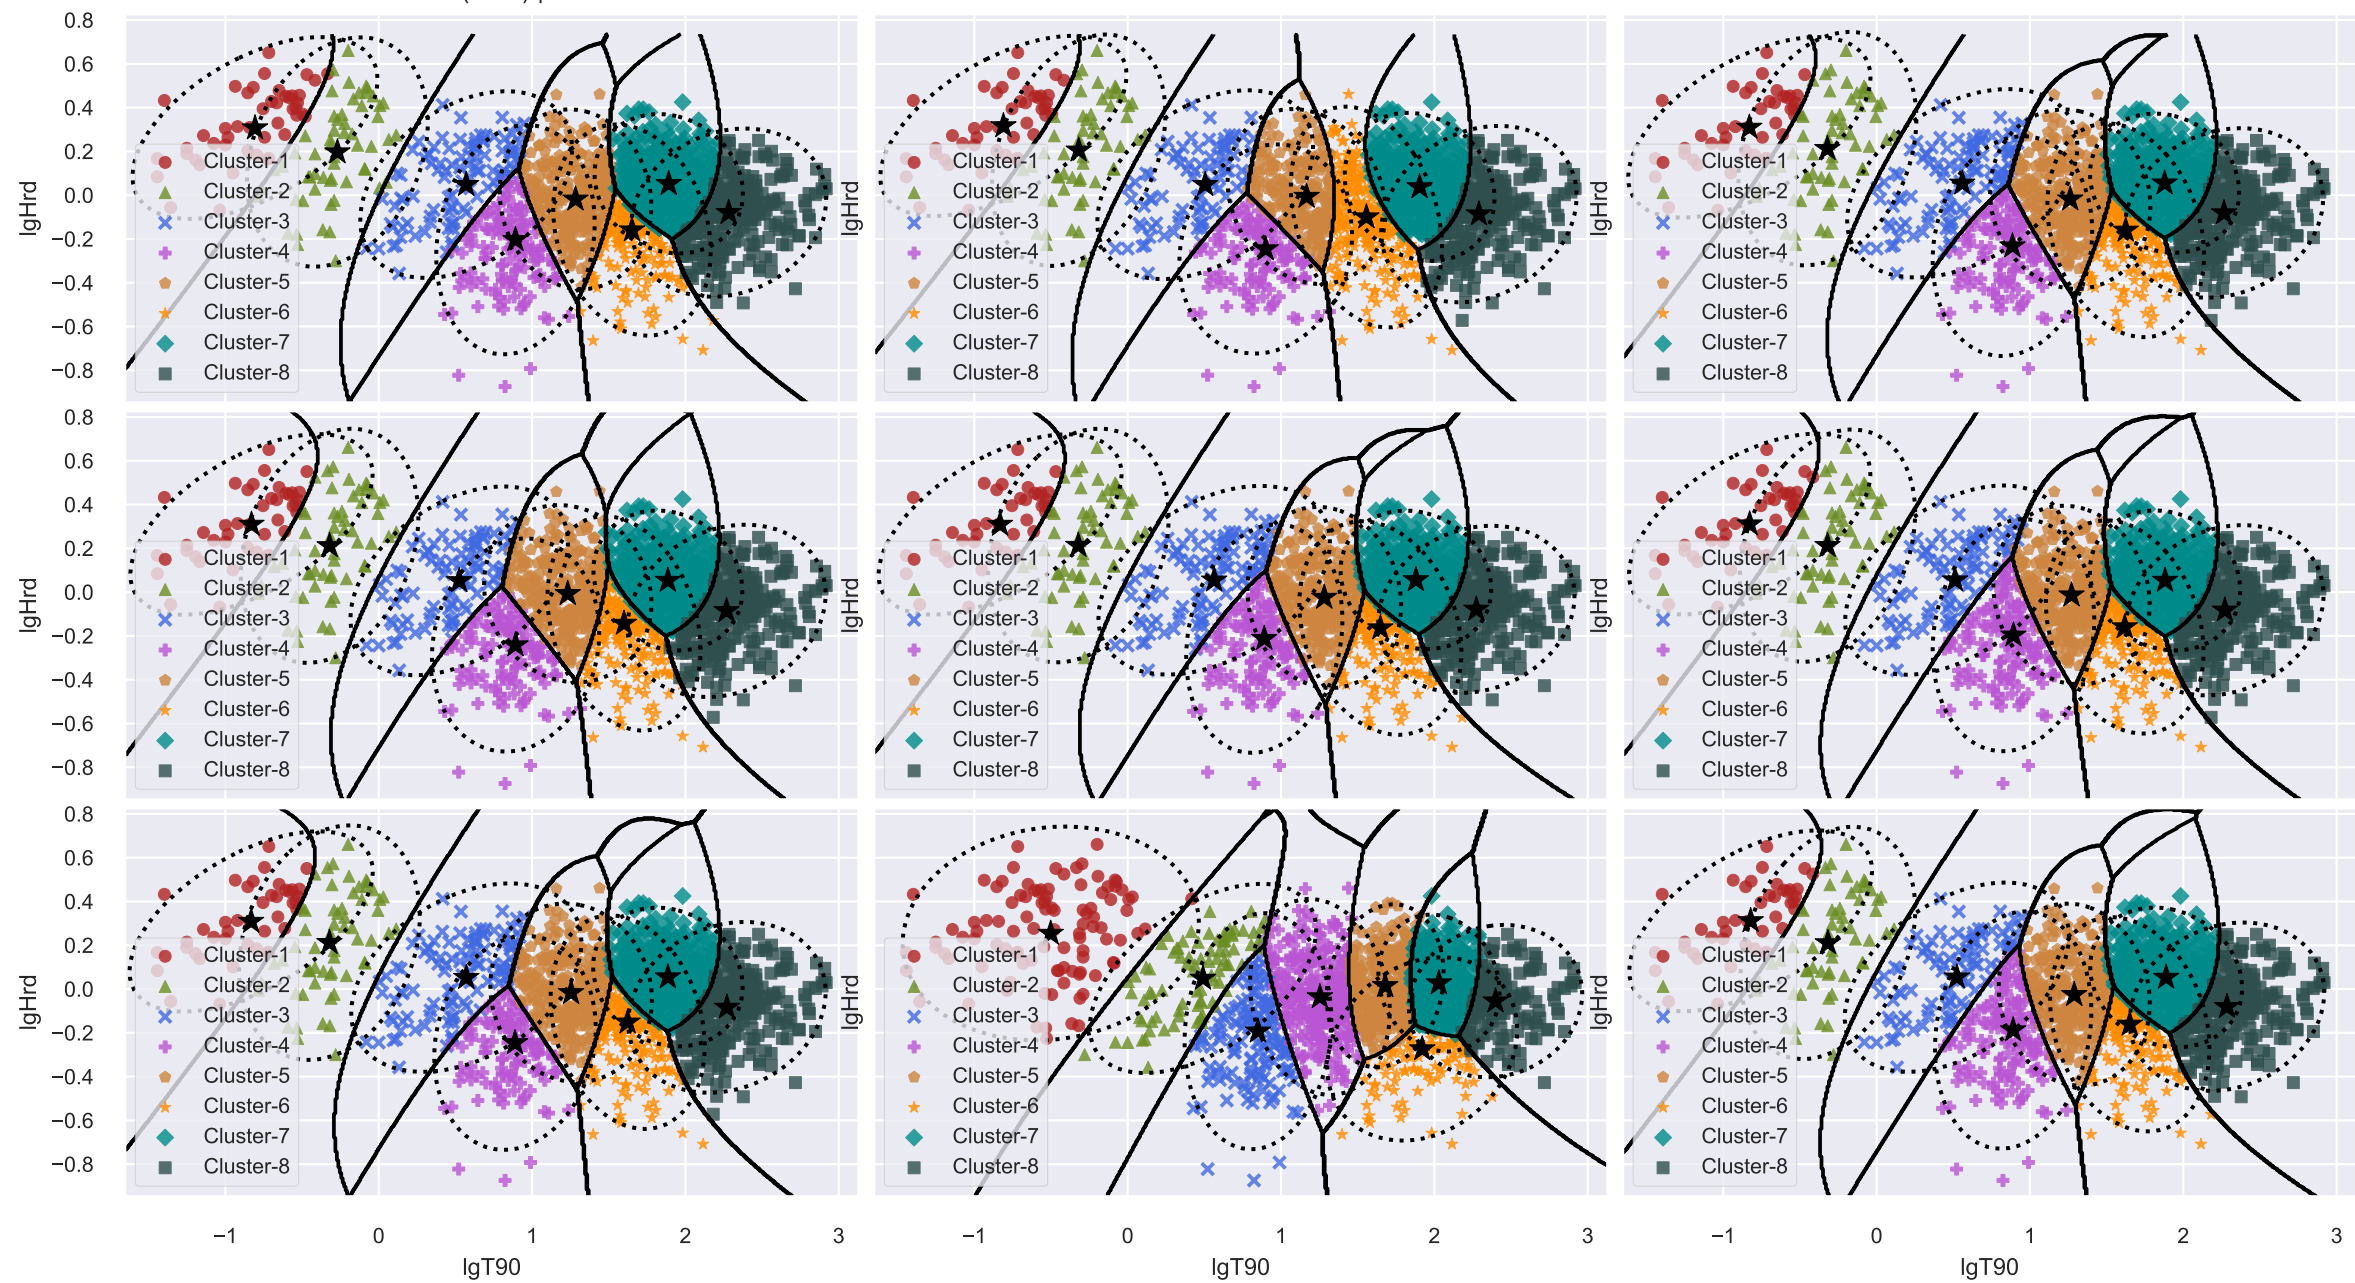 0.8
0.6
0.4
0.2
0.0
−0.2
−0.4
−0.6
−0.8
lgHrd
Cluster-1
Cluster-2
Cluster-3
Cluster-4
Cluster-5
Cluster-6
Cluster-7
Cluster-8
lgHrd
Cluster-1
Cluster-2
Cluster-3
Cluster-4
Cluster-5
Cluster-6
Cluster-7
Cluster-8
lgHrd
Cluster-1
Cluster-2
Cluster-3
Cluster-4
Cluster-5
Cluster-6
Cluster-7
Cluster-8
0.8
0.6
0.4
0.2
0.0
−0.2
−0.4
−0.6
−0.8
lgHrd
Cluster-1
Cluster-2
Cluster-3
Cluster-4
Cluster-5
Cluster-6
Cluster-7
Cluster-8
lgHrd
Cluster-1
Cluster-2
Cluster-3
Cluster-4
Cluster-5
Cluster-6
Cluster-7
Cluster-8
lgHrd
Cluster-1
Cluster-2
Cluster-3
Cluster-4
Cluster-5
Cluster-6
Cluster-7
Cluster-8
0.8
0.6
0.4
0.2
0.0
−0.2
−0.4
−0.6
−0.8
lgHrd
Cluster-1
Cluster-2
Cluster-3
Cluster-4
Cluster-5
Cluster-6
Cluster-7
Cluster-8
lgHrd
Cluster-1
Cluster-2
Cluster-3
Cluster-4
Cluster-5
Cluster-6
Cluster-7
Cluster-8
lgHrd
Cluster-1
Cluster-2
Cluster-3
Cluster-4
Cluster-5
Cluster-6
Cluster-7
Cluster-8
−1 0 1 2 3
lgT90
−1 0 1 2 3
lgT90
−1 0 1 2 3
lgT90